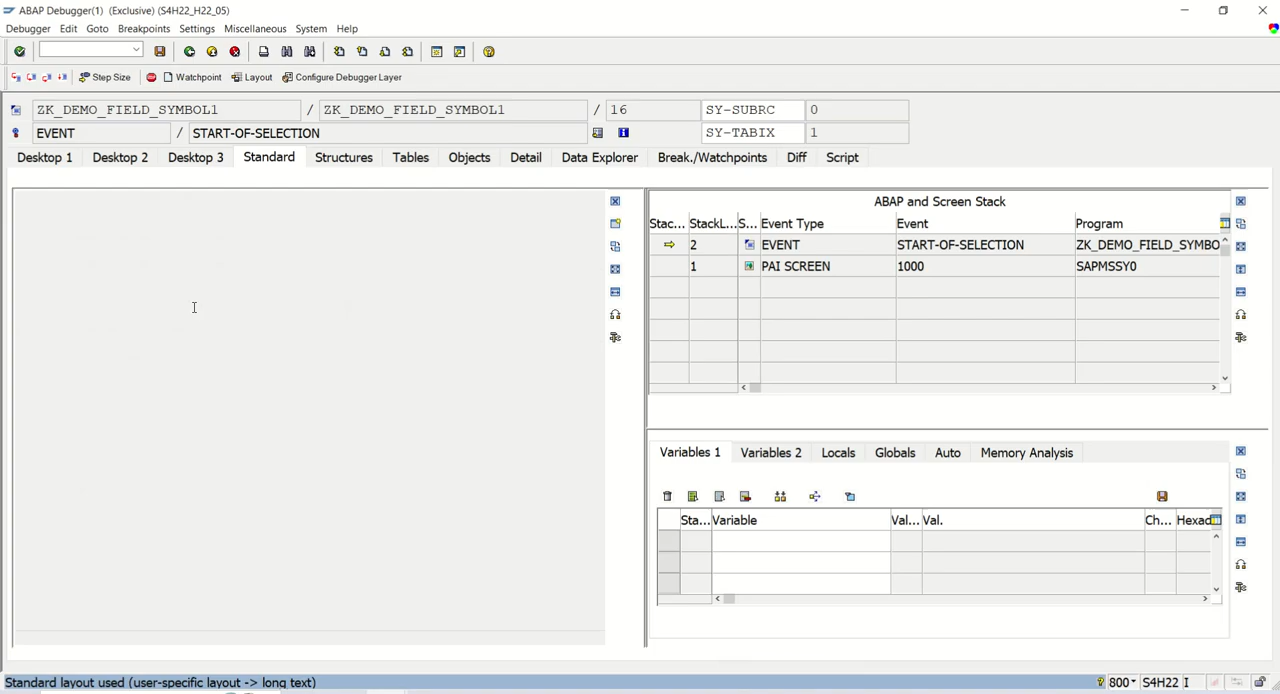 ABAP Debugger(1) (Exclusive) (S4H22_H22_05)
Debugger Edit Goto Breakpoints Settings Miscellaneous System Help
Step Size Watchpoint Layout Configure Debugger Layer
ZK_DEMO_FIELD_SYMBOL1 / ZK_DEMO_FIELD_SYMBOL1 / 16 SY-SUBRC 0
EVENT / START-OF-SELECTION SY-TABIX 1
Desktop 1 Desktop 2 Desktop 3 Standard Structures Tables Objects Detail Data Explorer Break./Watchpoints Diff Script
ABAP and Screen Stack
Stac... StackL... S... Event Type Event Program
2 EVENT START-OF-SELECTION ZK_DEMO_FIELD_SYMBO
1 PAI SCREEN 1000 SAPMSSY0
Variables 1 Variables 2 Locals Globals Auto Memory Analysis
Sta... Variable Val... Val. Ch... Hexad
Standard layout used (user-specific layout -> long text) 800 S4H22 I